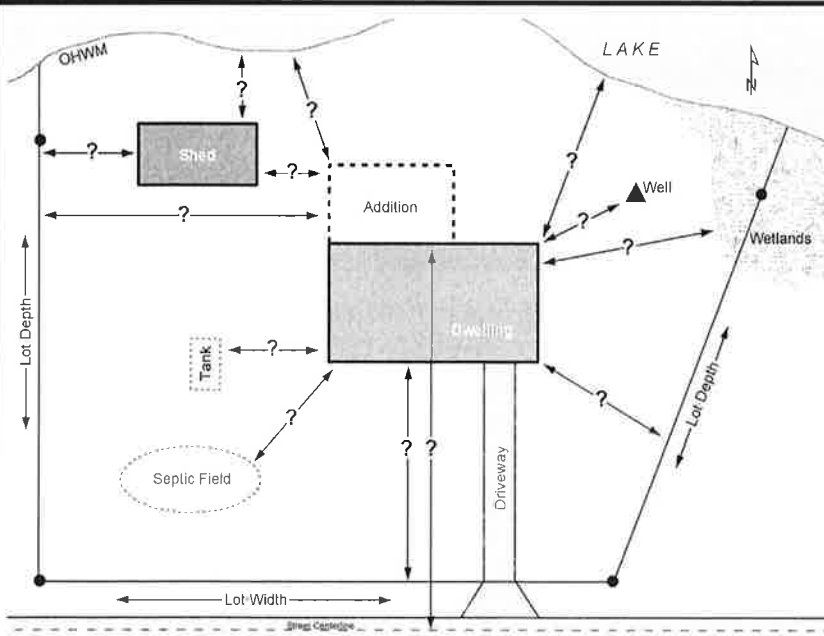 OHWM
LAKE
N
?
?
?
Shed
?
?
?
Well
?
Addition
?
Wetlands
?
Lot Depth
Dwelling
Tank
?
Lot Depth
?
?
?
?
Septic Field
Driveway
Lot Width
Street Centerline